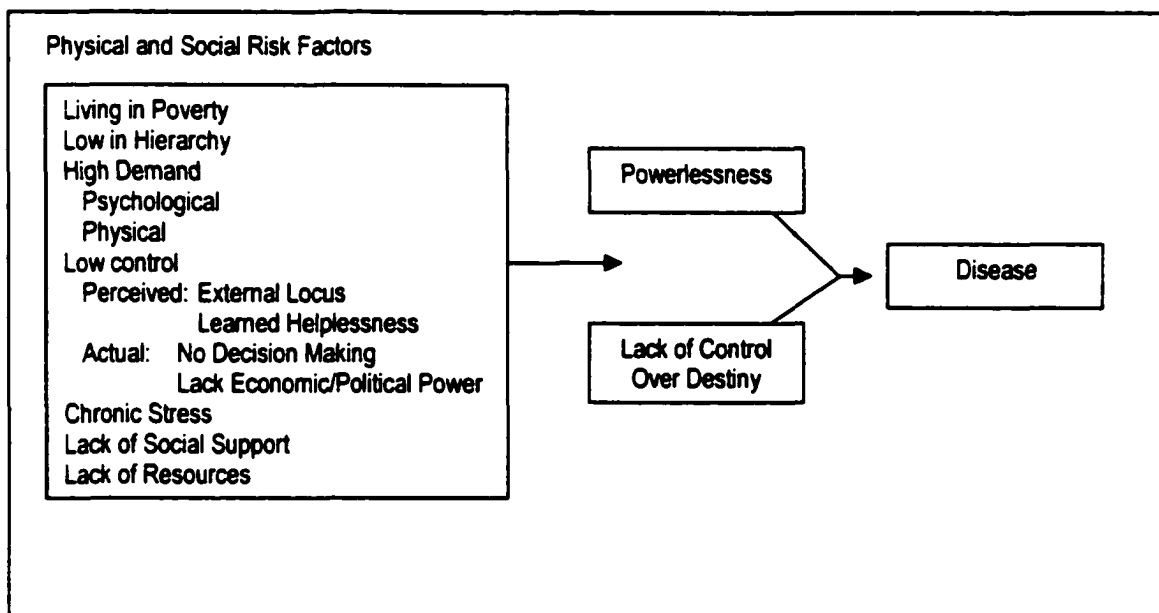 Physical and Social Risk Factors
Living in Poverty
Low in Hierarchy
High Demand
Psychological
Physical
Low control
Perceived: External Locus
Learned Helplessness
Actual: No Decision Making
Lack Economic/Political Power
Chronic Stress
Lack of Social Support
Lack of Resources
Powerlessness
Lack of Control
Over Destiny
Disease